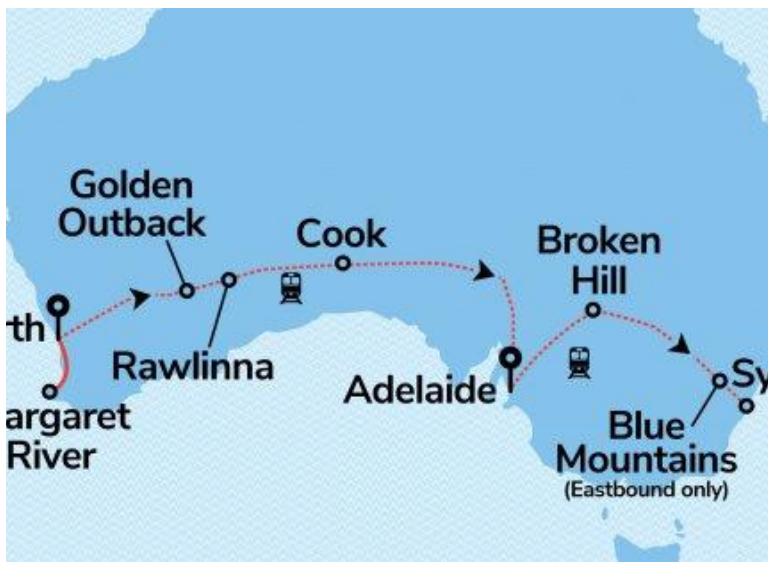 Golden
Outback
Cook
Broken
Hill
rth
Rawlinna
Adelaide
Sy
argaret
River
Blue
Mountains
(Eastbound only)